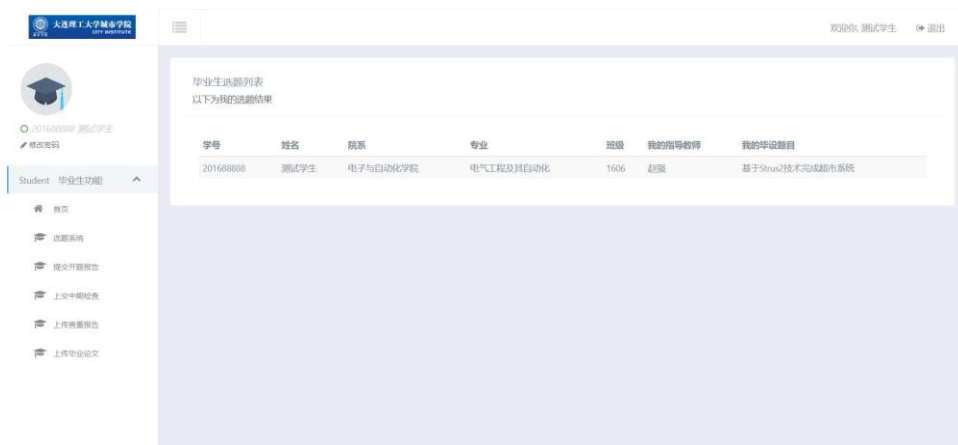 大连理工大学城市学院
CITY INSTITUTE
欢迎你, 测试学生 退出
201688888 测试学生
修改密码
Student 毕业生功能
首页
选题系统
提交开题报告
上交中期检查
上传查重报告
上传毕业论文
毕业生选题列表
以下为我的选题结果
学号 姓名 院系 专业 班级 我的指导教师 我的毕设题目
201688888 测试学生 电子与自动化学院 电气工程及其自动化 1606 赵强 基于Strus2技术完成超市系统